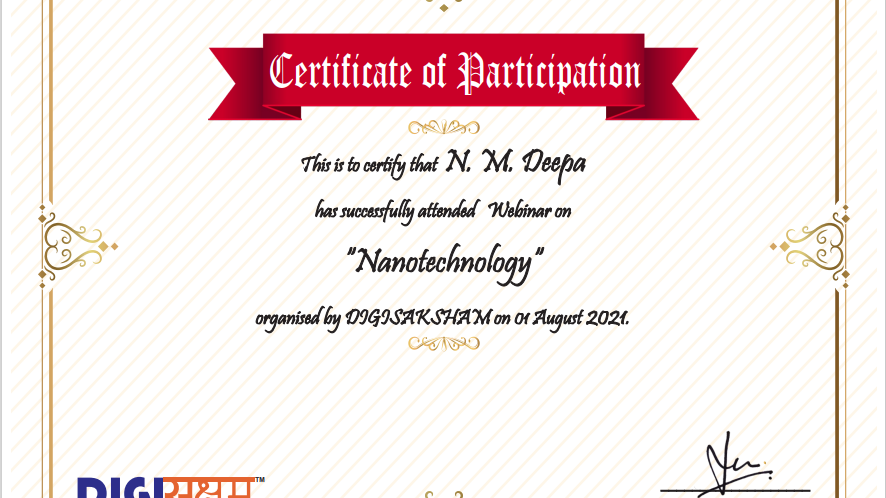 Certificate of Participation
This is to certify that N. M. Deepa
has successfully attended Webinar on
"Nanotechnology"
organised by DIGISAKSHAM on 01 August 2021.
DIGIसक्षम™